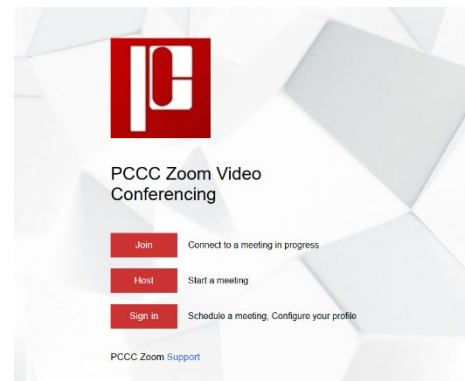 PCCC Zoom Video
Conferencing
Join Connect to a meeting in progress
Host Start a meeting
Sign in Schedule a meeting, Configure your profile
PCCC Zoom Support